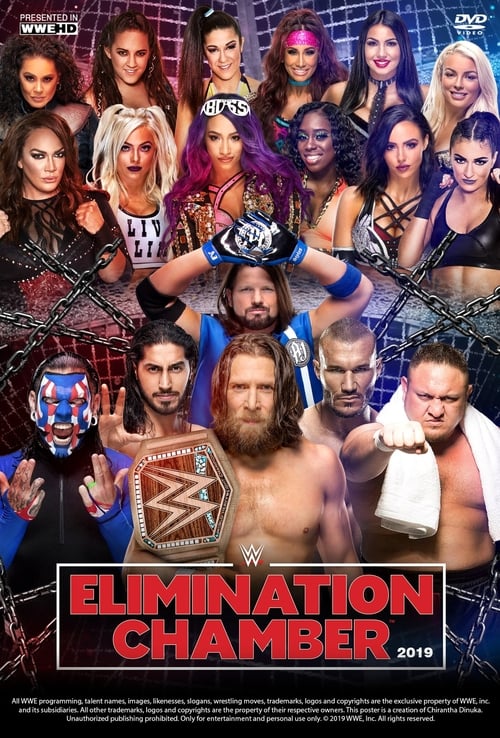 PRESENTED IN
WWE HD
DVD
VIDEO
BOSS
LIV
LI
AJ
W
ELIMINATION
CHAMBER™
2019
All WWE programming, talent names, images, likenesses, slogans, wrestling moves, trademarks, logos and copyrights are the exclusive property of WWE, inc.
and its subsidiaries. All other trademarks, logos and copyrights are the property of their respective owners. This poster is a creation of Chirantha Dinuka.
Unauthorized publishing prohibited. Only for entertainment and personal use only. © 2019 WWE, Inc. All rights reserved.